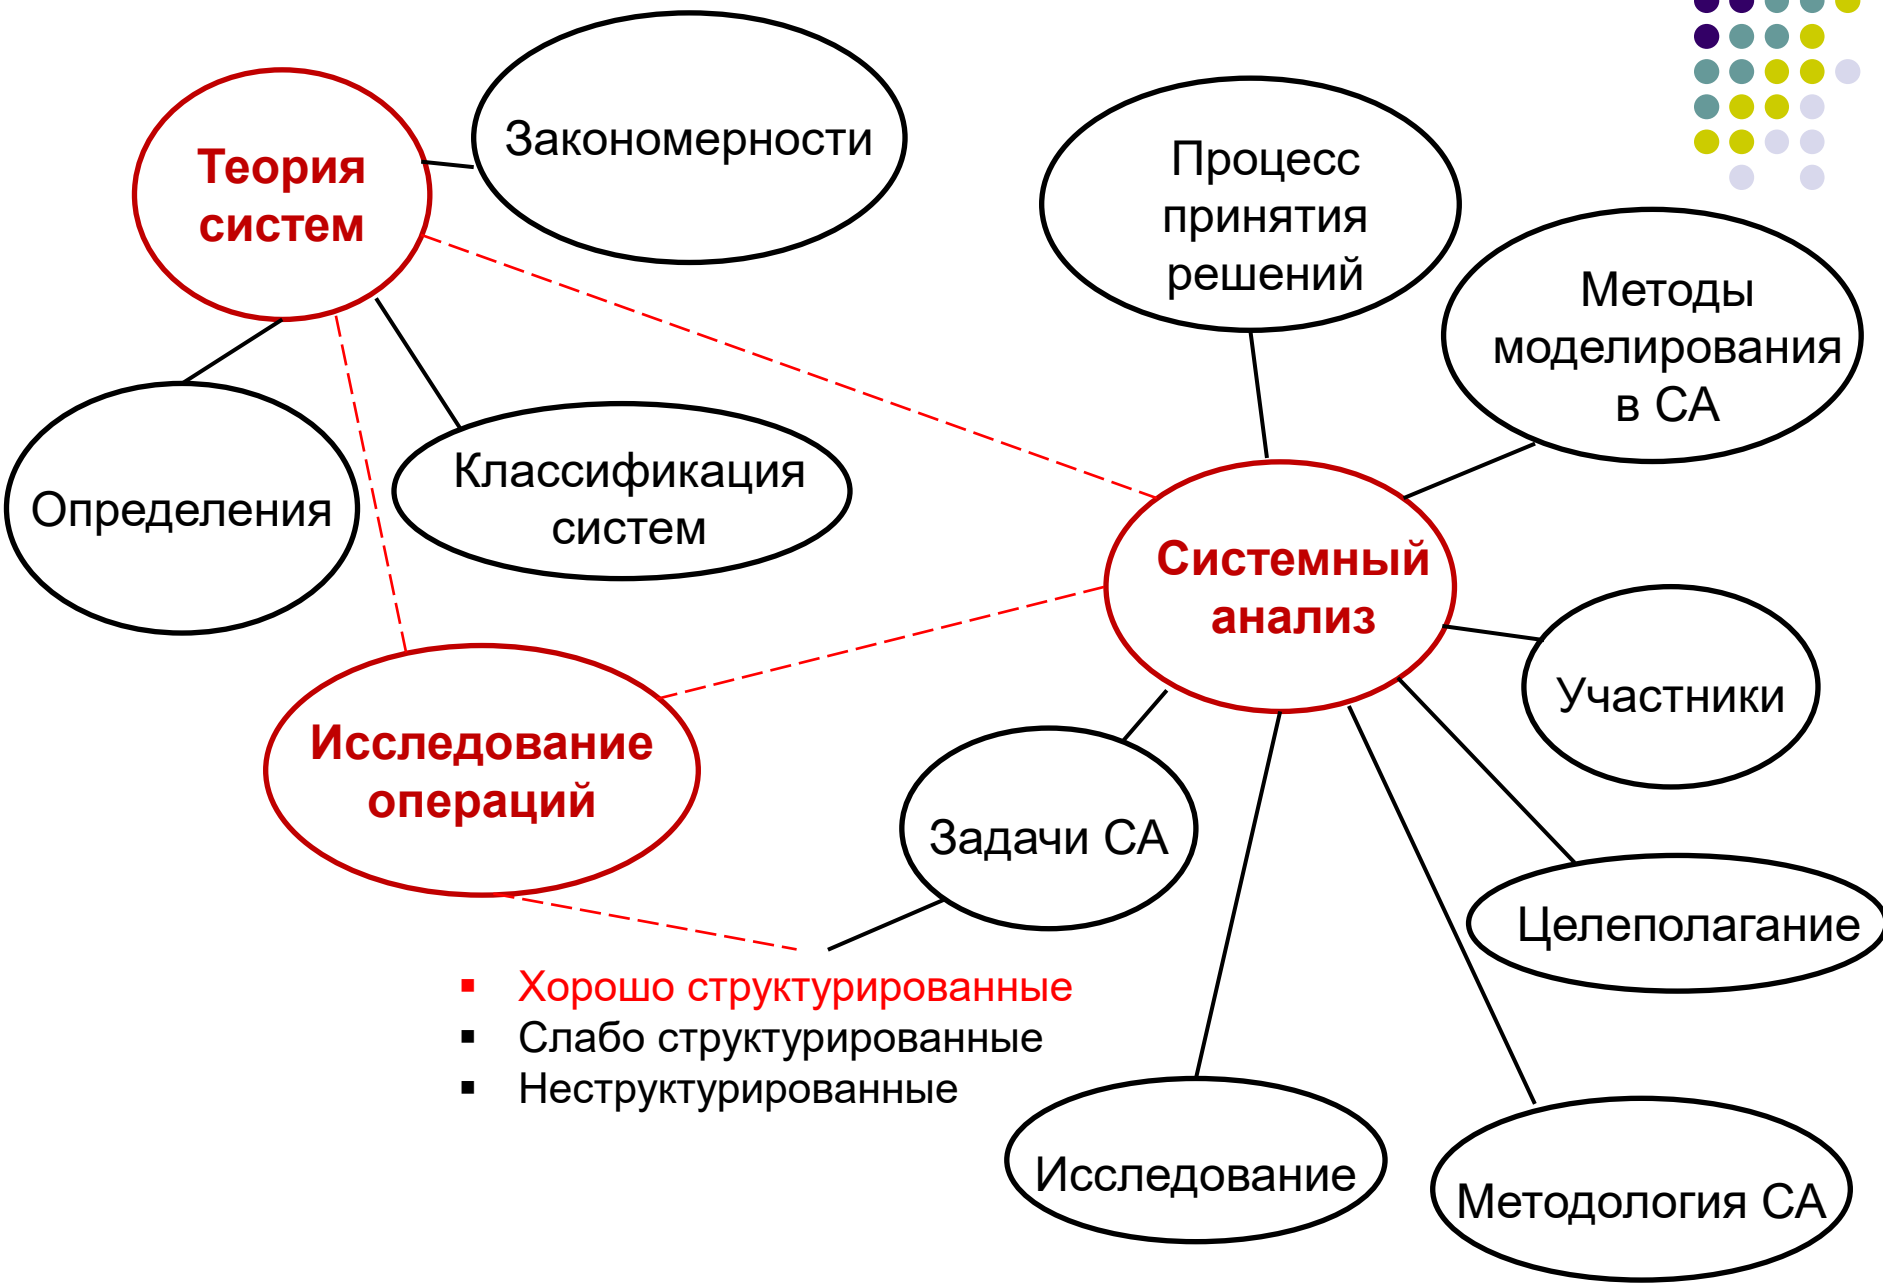 Закономерности
Теория
систем
Процесс
принятия
решений
Методы
моделирования
в СА
Определения
Классификация
систем
Системный
анализ
Участники
Исследование
операций
Задачи СА
Целеполагание
Хорошо структурированные
Слабо структурированные
Неструктурированные
Исследование
Методология СА